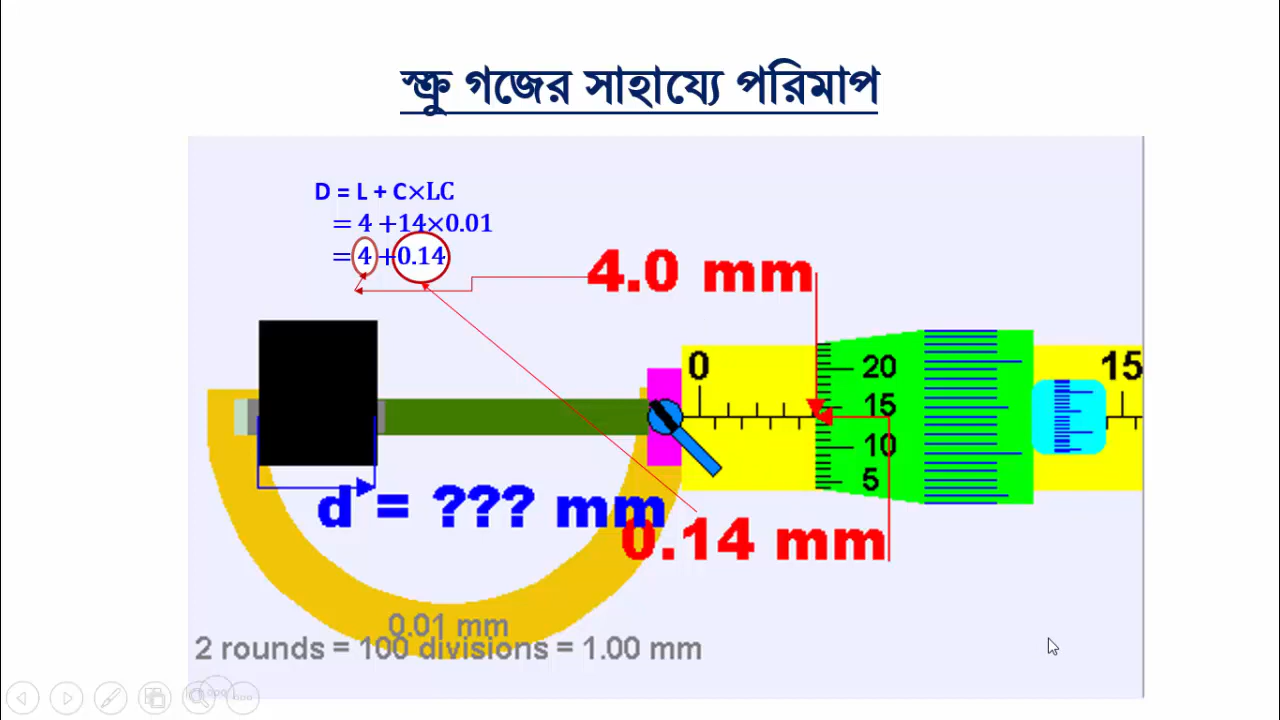 স্ক্রু গজের সাহায্যে পরিমাপ
D = L + C×LC
= 4 +14×0.01
= 4 +0.14
4.0 mm
0
20
15
15
10
5
d = ??? mm
0.14 mm
0.01 mm
2 rounds = 100 divisions = 1.00 mm